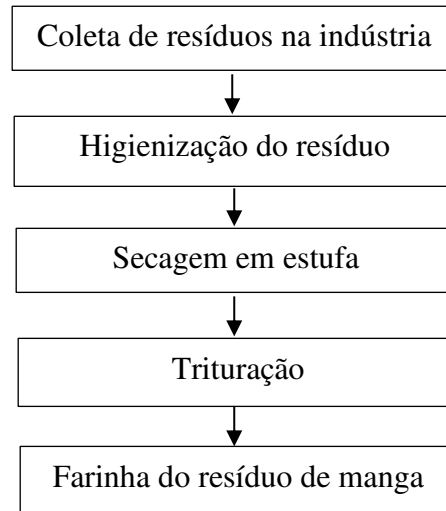 Coleta de resíduos na indústria
Higienização do resíduo
Secagem em estufa
Trituração
Farinha do resíduo de manga